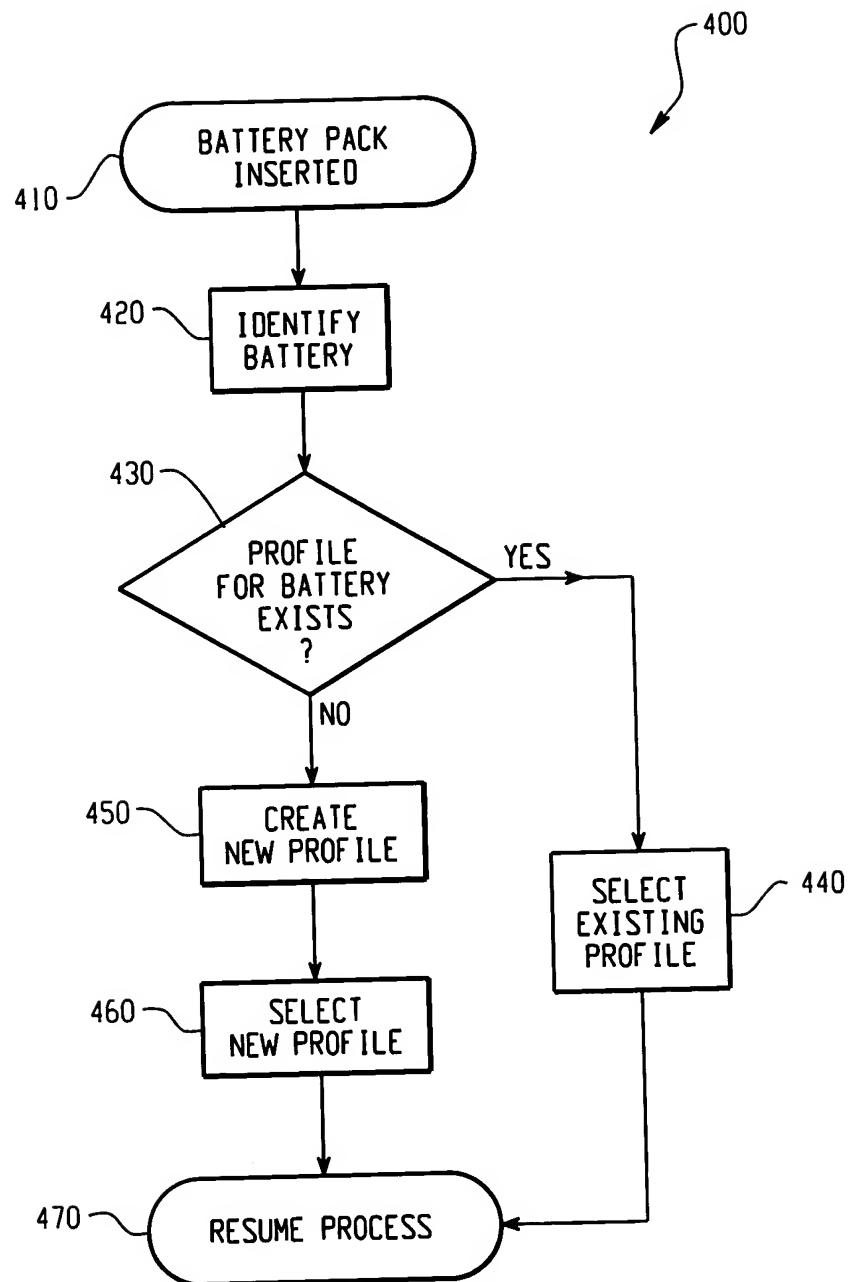 400
BATTERY PACK
INSERTED
410
420
IDENTIFY
BATTERY
430
PROFILE
FOR BATTERY
EXISTS
?
YES
NO
450
CREATE
NEW PROFILE
SELECT
EXISTING
PROFILE
440
460
SELECT
NEW PROFILE
470
RESUME PROCESS